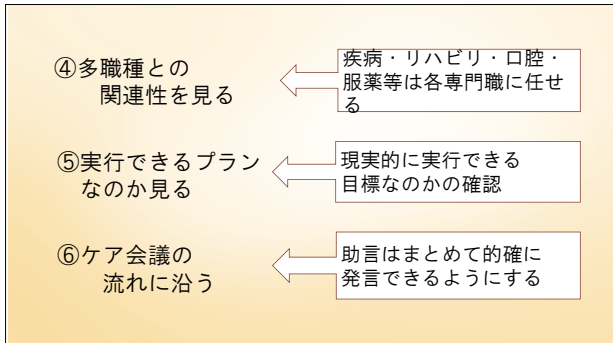 ④多職種との
関連性を見る
疾病・リハビリ・口腔・
服薬等は各専門職に任せ
る
⑤実行できるプラン
なのか見る
現実的に実行できる
目標なのかの確認
⑥ケア会議の
流れに沿う
助言はまとめて的確に
発言できるようにする